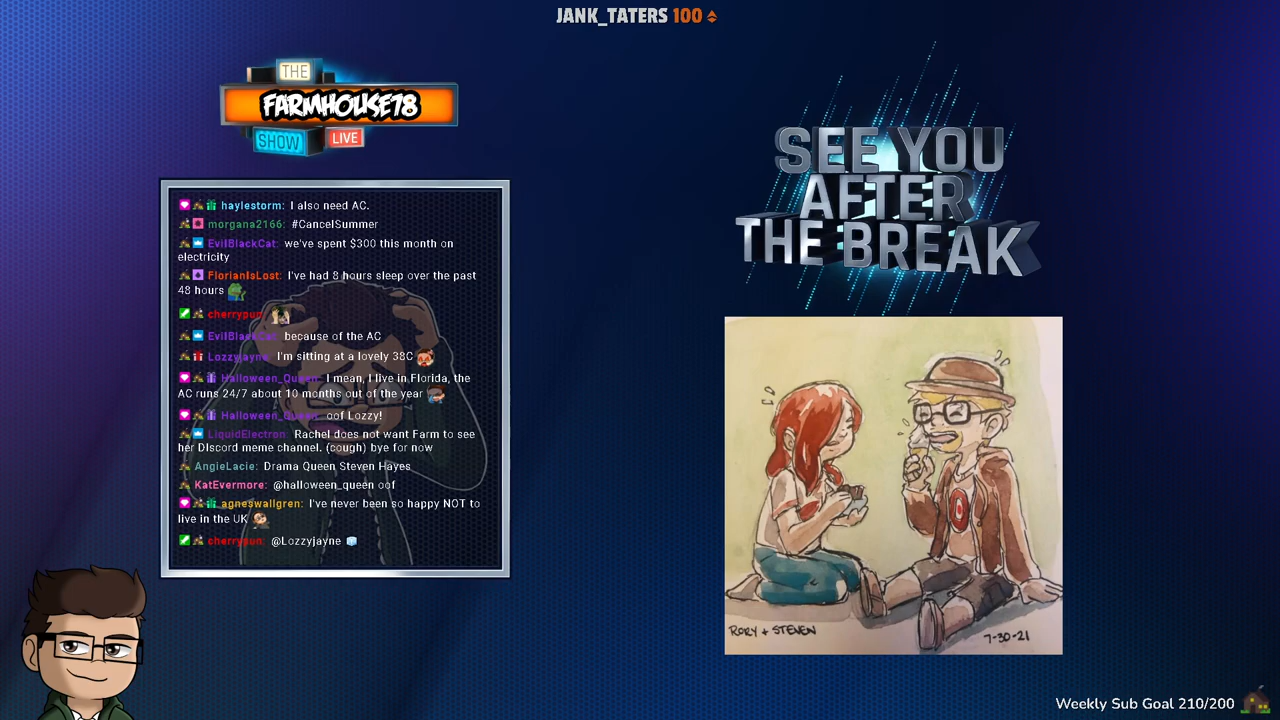 JANK_TATERS 100
THE
FARMHOUSE78
SHOW LIVE
SEE YOU
AFTER
THE BREAK
haylestorm: I also need AC.
morgana2166: #CancelSummer
EvilBlackCat: we've spent $300 this month on
electricity
FlorianIsLost: I've had 8 hours sleep over the past
48 hours
cherrypun:
EvilBlackCat: because of the AC
Lozzyjayne: I'm sitting at a lovely 38C
Halloween_Queen: I mean, I live in Florida, the
AC runs 24/7 about 10 months out of the year
Halloween_Queen: oof Lozzy!
LiquidElectron: Rachel does not want Farm to see
her Discord meme channel. (cough) bye for now
AngieLacie: Drama Queen Steven Hayes
KatEvermore: @halloween_queen oof
agneswallgren: I've never been so happy NOT to
live in the UK
cherrypun: @Lozzyjayne
RORY + STEVEN
7-30-21
Weekly Sub Goal 210/200